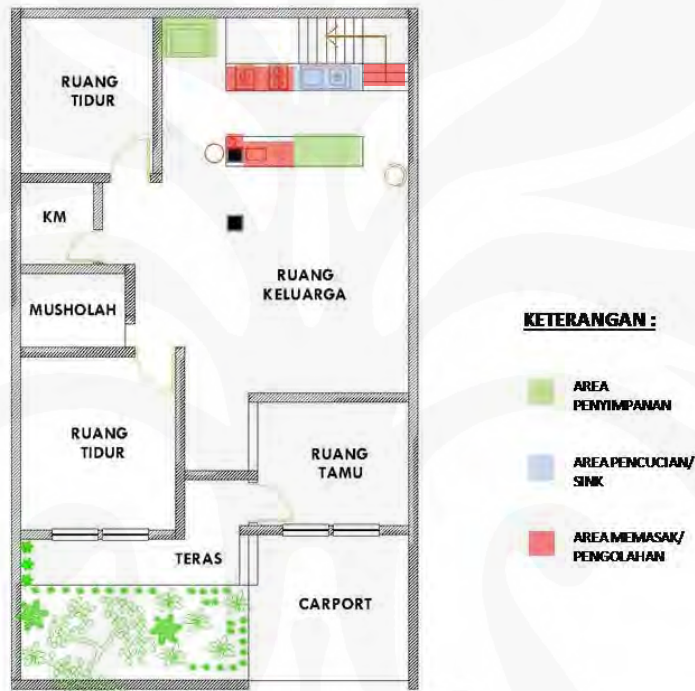 RUANG
TIDUR
KM
MUSHOLAH
RUANG
KELUARGA
RUANG
TIDUR
RUANG
TAMU
TERAS
CARPORT
KETERANGAN :
AREA
PENYIMPANAN
AREA PENCUCIAN/
SINK
AREA MEMASAK/
PENGOLAHAN